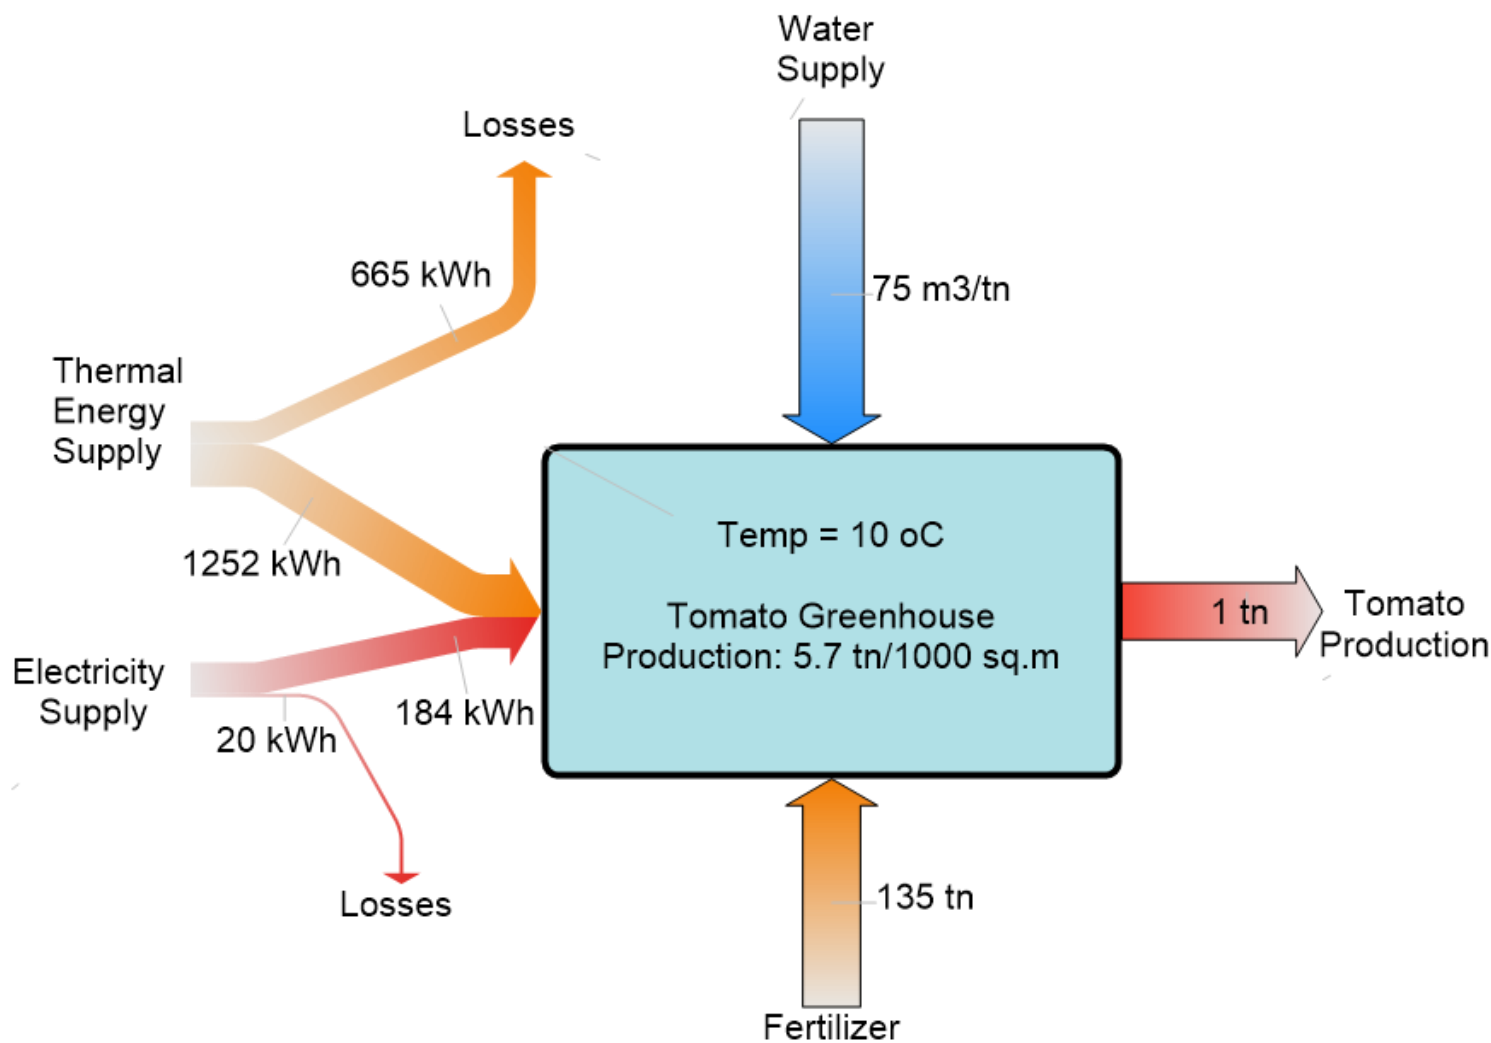 Water
Supply
Losses
665 kWh
75 m3/tn
Thermal
Energy
Supply
1252 kWh
Temp = 10 oC
Tomato Greenhouse
Production: 5.7 tn/1000 sq.m
1 tn
Tomato
Production
Electricity
Supply
184 kWh
20 kWh
Losses
135 tn
Fertilizer